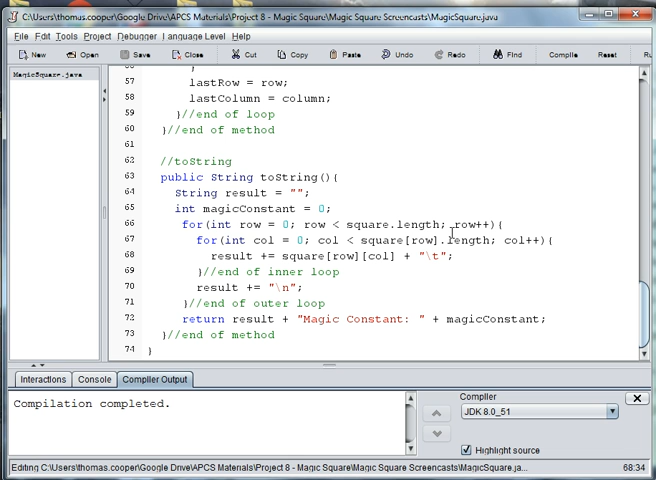 C:\Users\thomas.cooper\Google Drive\APCS Materials\Project 8 - Magic Square\Magic Square Screencasts\MagicSquare.java
File Edit Tools Project Debugger Language Level Help
New Open Save Close Cut Copy Paste Undo Redo Find Compile Reset Ru
MagicSquare.java
57 lastRow = row;
58 lastColumn = column;
59 }//end of loop
60 }//end of method
61
62 //toString
63 public String toString(){
64 String result = "";
65 int magicConstant = 0;
66 for(int row = 0; row < square.length; row++){
67 for(int col = 0; col < square[row].length; col++){
68 result += square[row][col] + "\t";
69 }//end of inner loop
70 result += "\n";
71 }//end of outer loop
72 return result + "Magic Constant: " + magicConstant;
73 }//end of method
74 }
Interactions Console Compiler Output
Compilation completed.
Compiler
JDK 8.0_51
Highlight source
Editing C:\Users\thomas.cooper\Google Drive\APCS Materials\Project 8 - Magic Square\Magic Square Screencasts\MagicSquare.ja... 68:34